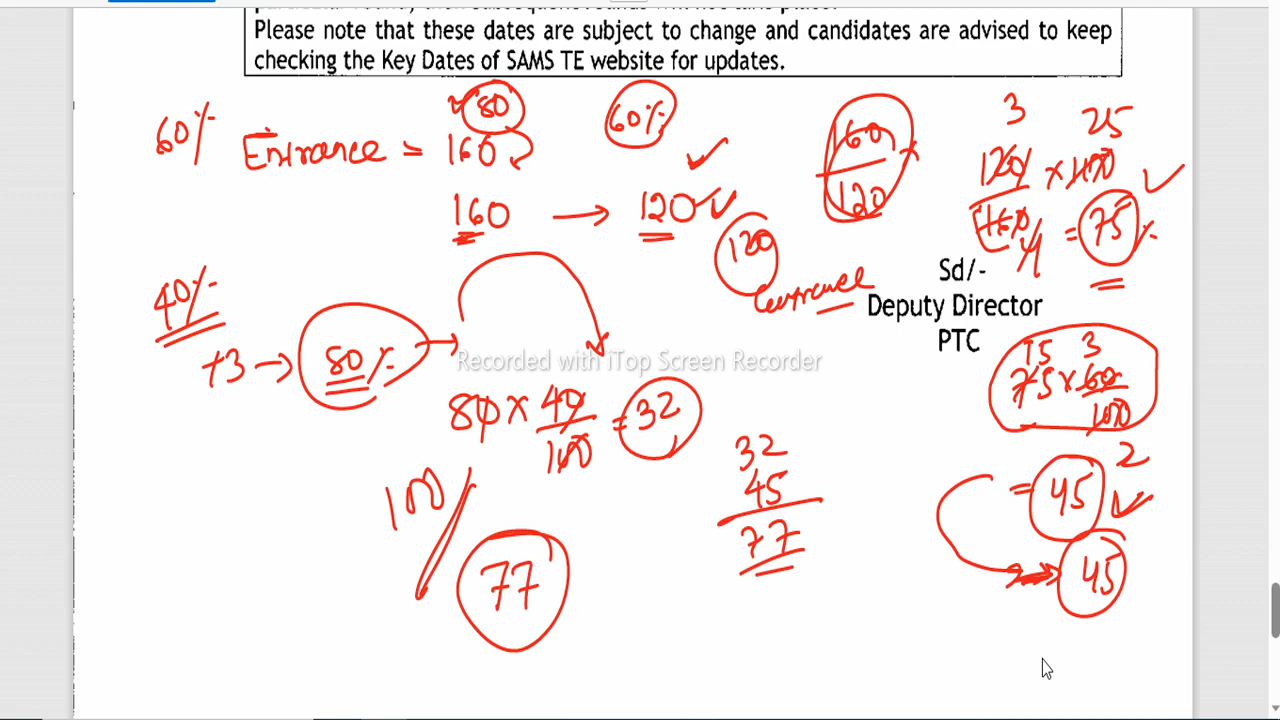 Please note that these dates are subject to change and candidates are advised to keep
checking the Key Dates of SAMS TE website for updates.
60%
Entrance = 160
80
60%
160 → 120
120
Entrance
160
120
3 25
120 × 100
160
4
= 75%
40%
+3 → 80%
Sd/-
Deputy Director
PTC
Recorded with iTop Screen Recorder
80 × 40
100
= 32
15 3
75 × 60
100
2
= 45
45
32
45
77
100
77